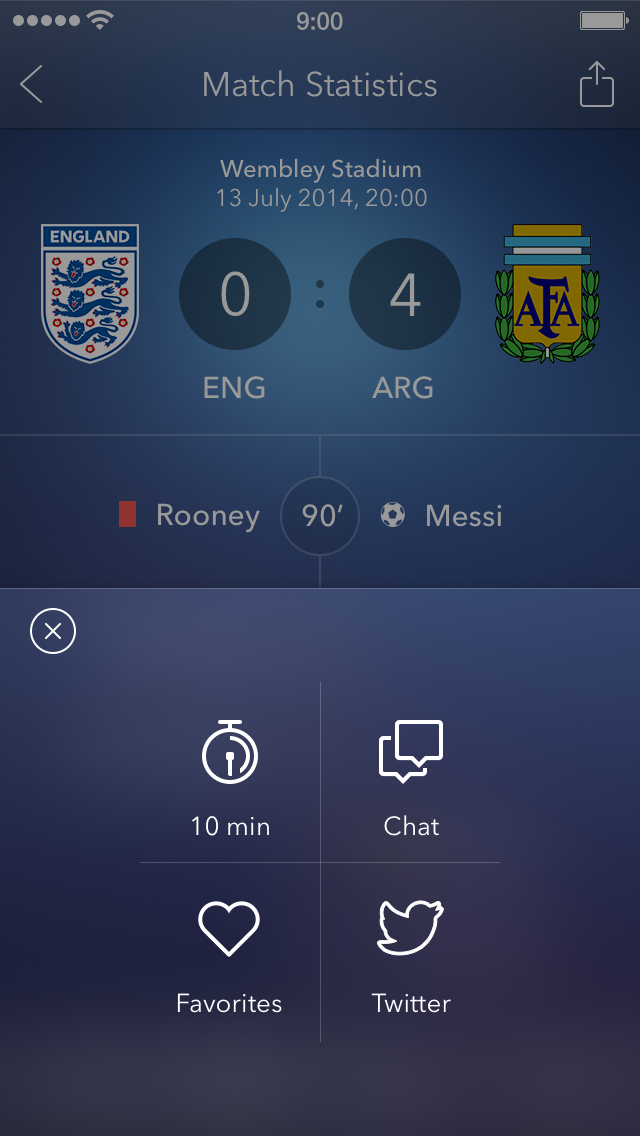 9:00
Match Statistics
Wembley Stadium
13 July 2014, 20:00
ENGLAND
0 : 4
AFA
ENG
ARG
Rooney 90’ Messi
10 min
Chat
Favorites
Twitter